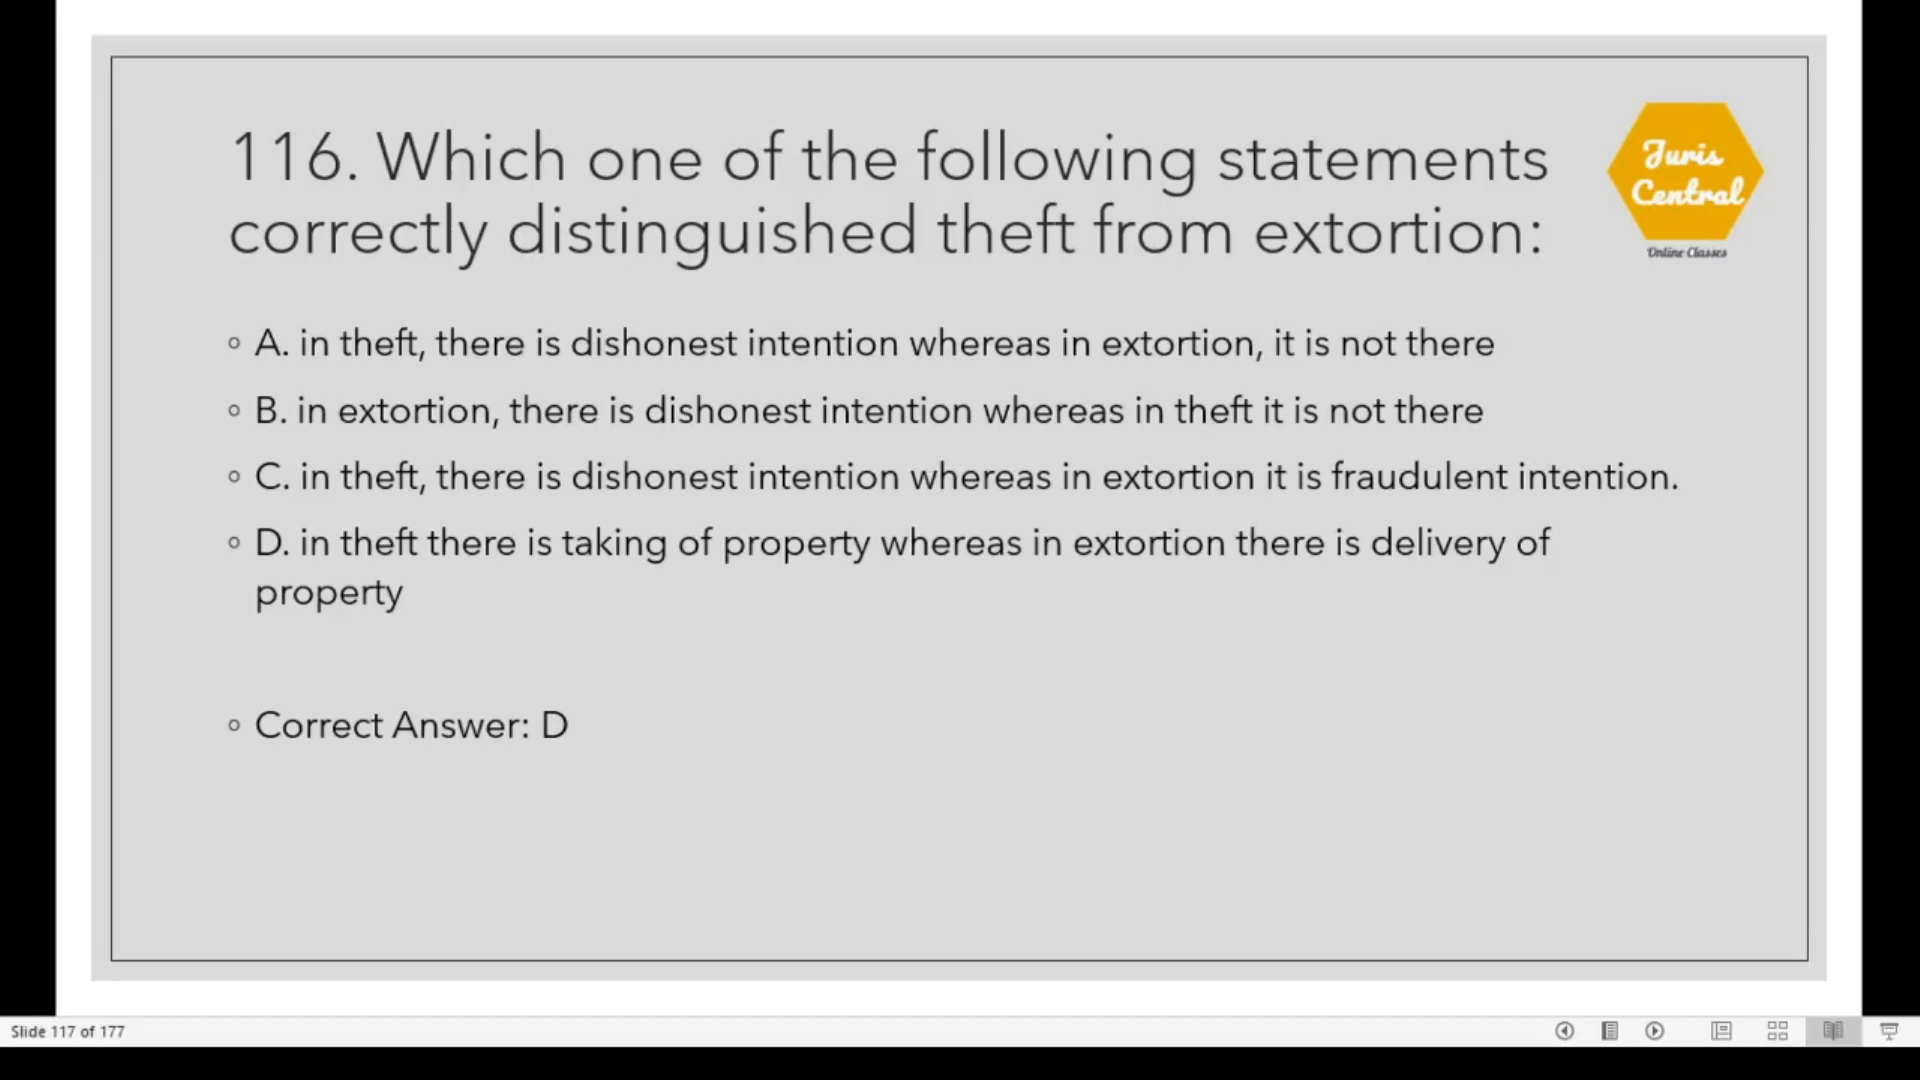 116. Which one of the following statements
correctly distinguished theft from extortion:
Juris
Central
Online Classes
◦ A. in theft, there is dishonest intention whereas in extortion, it is not there
◦ B. in extortion, there is dishonest intention whereas in theft it is not there
◦ C. in theft, there is dishonest intention whereas in extortion it is fraudulent intention.
◦ D. in theft there is taking of property whereas in extortion there is delivery of
property
◦ Correct Answer: D
Slide 117 of 177